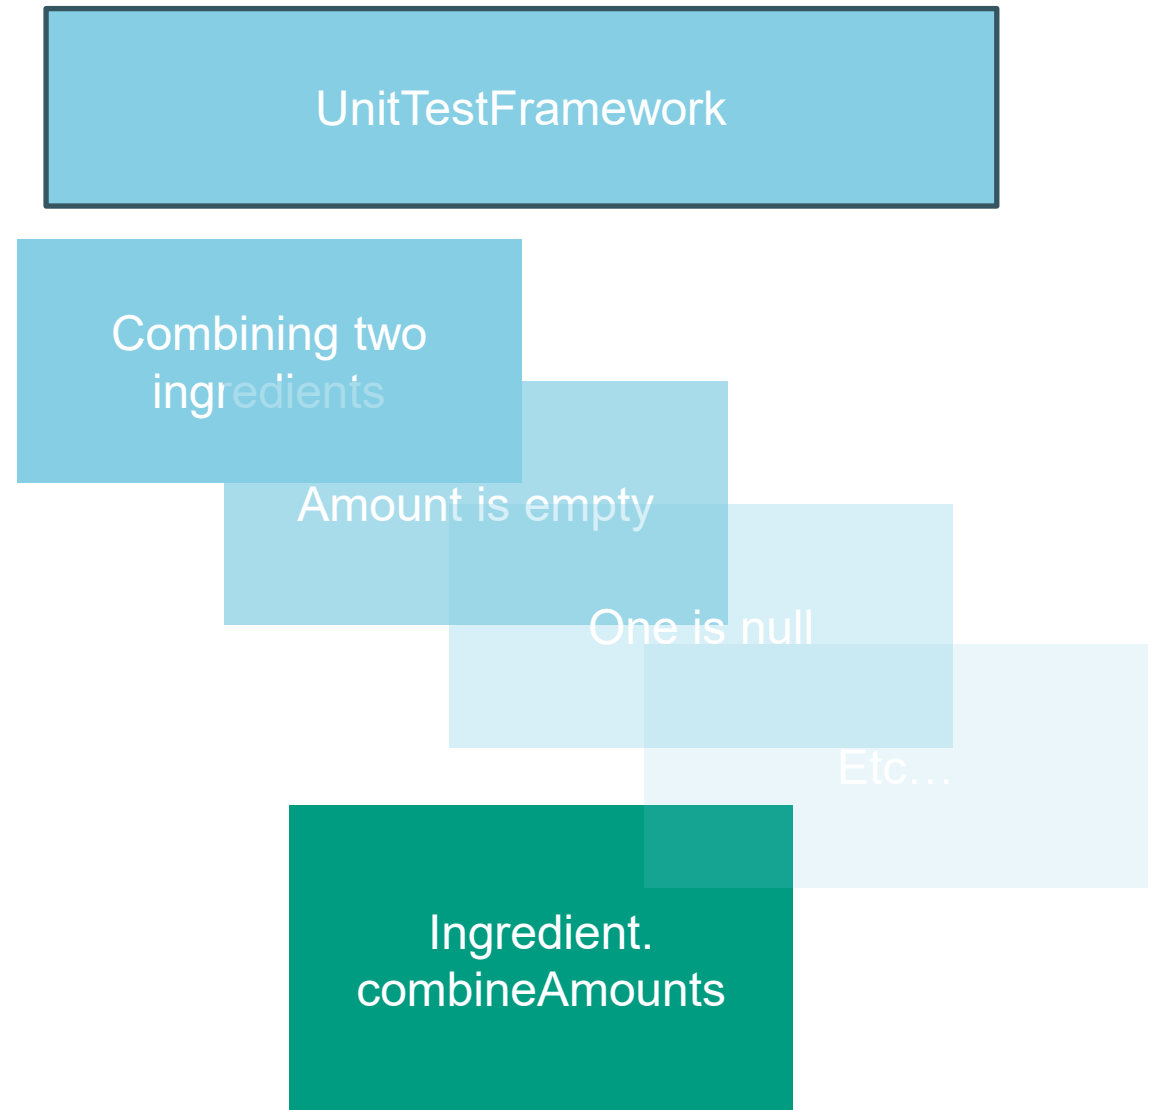 UnitTestFramework
Combining two
ingredients
Amount is empty
One is null
Etc…
Ingredient.
combineAmounts